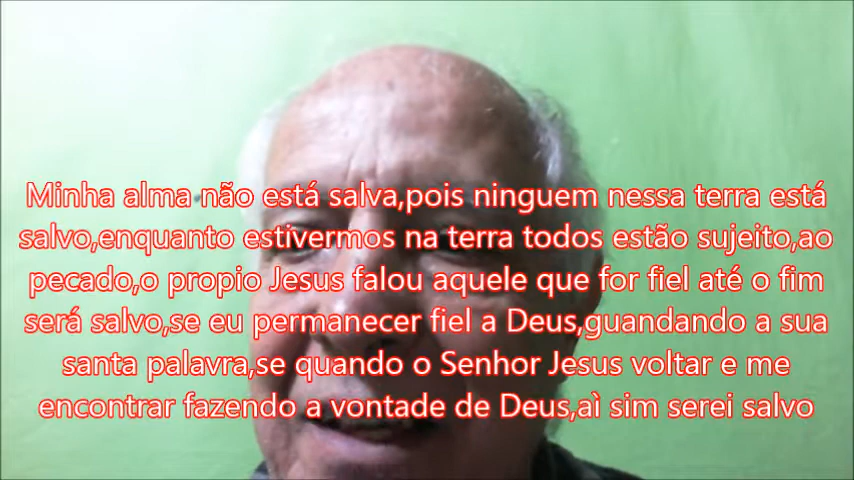 Minha alma não está salva,pois ninguem nessa terra está
salvo,enquanto estivermos na terra todos estão sujeito,ao
pecado,o propio Jesus falou aquele que for fiel até o fim
será salvo,se eu permanecer fiel a Deus,guandando a sua
santa palavra,se quando o Senhor Jesus voltar e me
encontrar fazendo a vontade de Deus,aì sim serei salvo